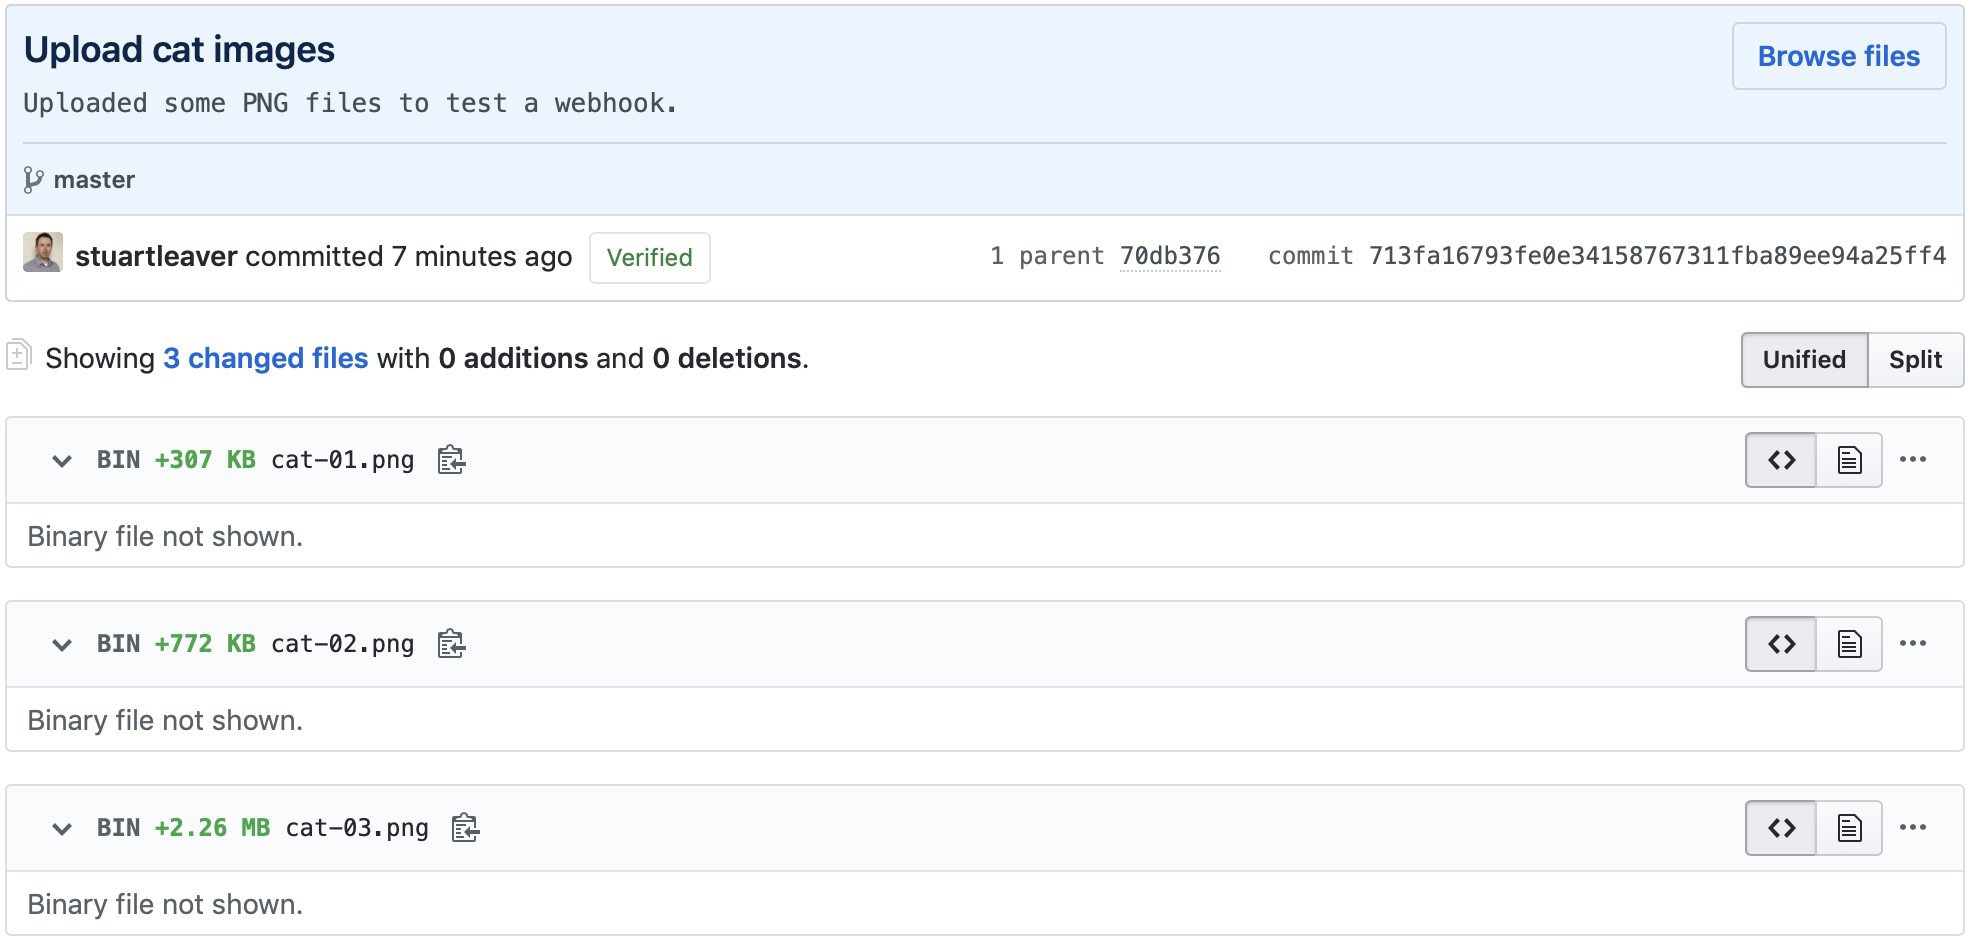 Upload cat images
Browse files
Uploaded some PNG files to test a webhook.
master
stuartleaver committed 7 minutes ago Verified 1 parent 70db376 commit 713fa16793fe0e34158767311fba89ee94a25ff4
Showing 3 changed files with 0 additions and 0 deletions. Unified Split
BIN +307 KB cat-01.png
Binary file not shown.
BIN +772 KB cat-02.png
Binary file not shown.
BIN +2.26 MB cat-03.png
Binary file not shown.